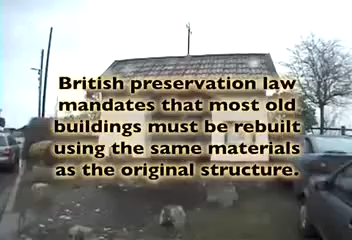 British preservation law
mandates that most old
buildings must be rebuilt
using the same materials
as the original structure.